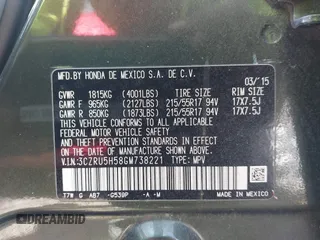 MFD.BY HONDA DE MEXICO S.A. DE C.V.
03/'15
GVWR 1815KG (4001LBS) TIRE SIZE RIM SIZE
GAWR F 965KG (2127LBS) 215/55R17 94V 17X7.5J
GAWR R 850KG (1873LBS) 215/55R17 94V 17X7.5J
THIS VEHICLE CONFORMS TO ALL APPLICABLE
FEDERAL MOTOR VEHICLE SAFETY STANDARDS IN
EFFECT ON THE DATE OF MANUFACTURE SHOWN
ABOVE.
V.I.N:3CZRU5H58GM738221 TYPE: MPV
MADE IN MEXICO
DREAMBID